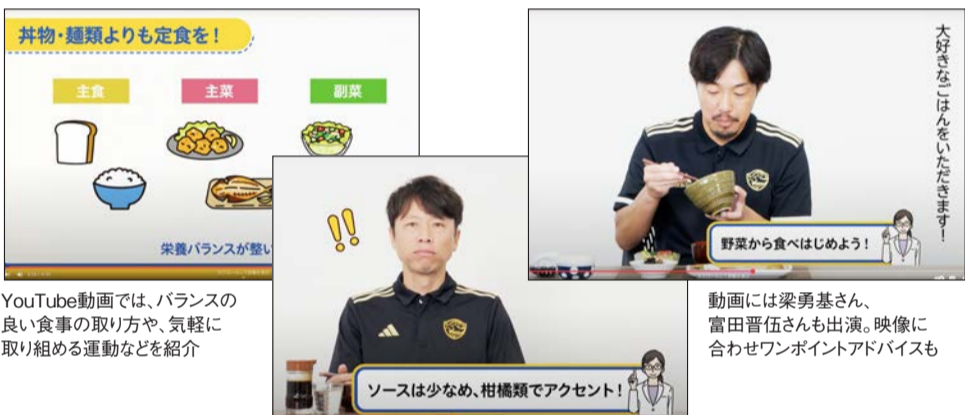 丼物・麺類よりも定食を!
主食
主菜
副菜
栄養バランスが整い
大好きなごはんをいただきます!
野菜から食べはじめよう!
!!
ソースは少なめ、柑橘類でアクセント!
YouTube動画では、バランスの
良い食事の取り方や、気軽に
取り組める運動などを紹介
動画には梁勇基さん、
富田晋伍さんも出演。映像に
合わせワンポイントアドバイスも